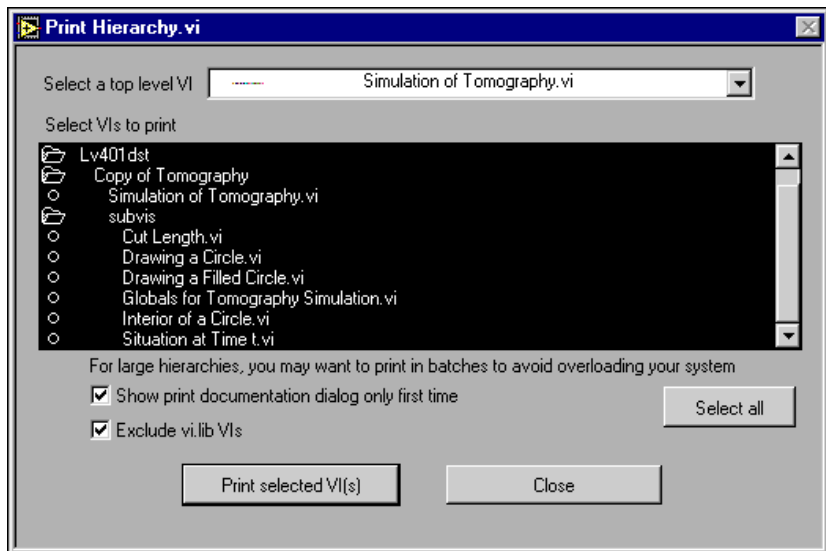 Print Hierarchy.vi
Select a top level VI Simulation of Tomography.vi
Select VIs to print
Lv401dst
Copy of Tomography
Simulation of Tomography.vi
subvis
Cut Length.vi
Drawing a Circle.vi
Drawing a Filled Circle.vi
Globals for Tomography Simulation.vi
Interior of a Circle.vi
Situation at Time t.vi
For large hierarchies, you may want to print in batches to avoid overloading your system
Show print documentation dialog only first time
Select all
Exclude vi.lib VIs
Print selected VI(s) Close